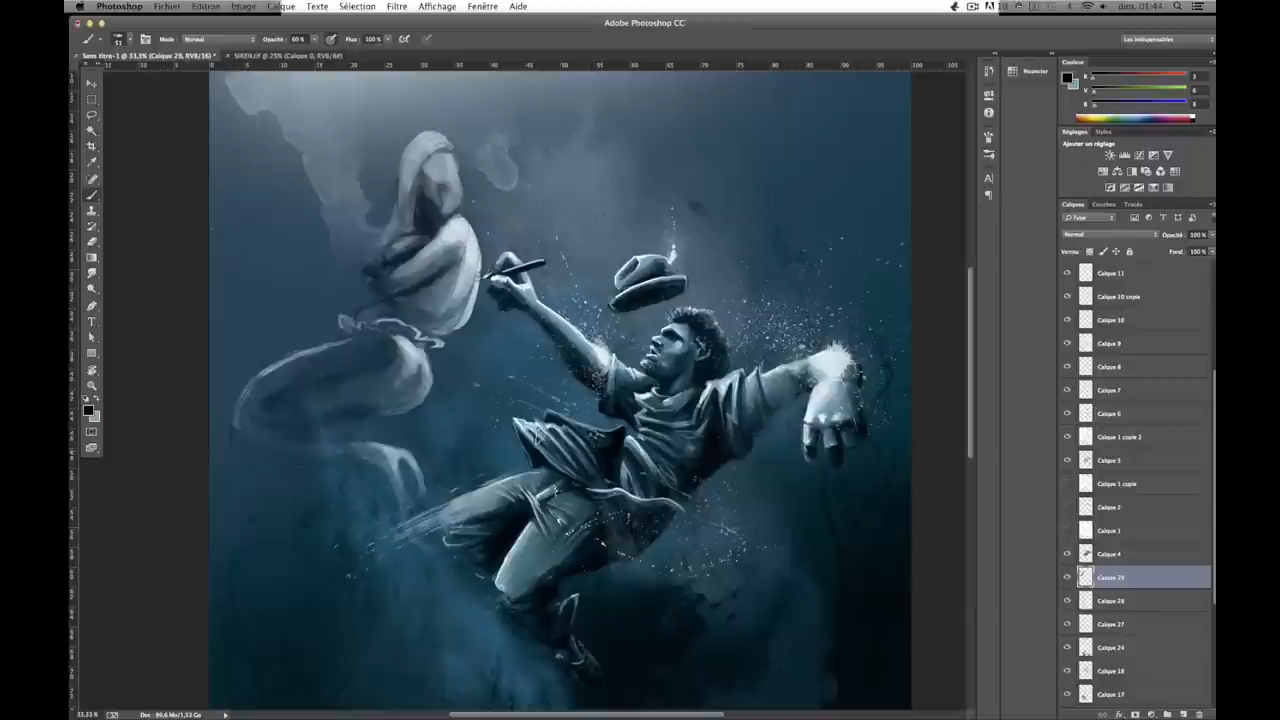 Photoshop Fichier Edition Image Calque Texte Sélection Filtre Affichage Fenêtre Aide
dim. 01:44
Adobe Photoshop CC
Mode: Normal Opacité: 60% Flux: 100% Les indispensables
Sans titre-1 @ 33,3% (Calque 29, RVB/16) * SIREN.tif @ 25% (Calque 0, RVB/8#)
Couleur
Nuancier
R 3
V 6
B 8
Réglages Styles
Ajouter un réglage
Calques Couches Tracés
Type
Normal Opacité: 100%
Verrou: Fond: 100%
Calque 11
Calque 10 copie
Calque 10
Calque 9
Calque 8
Calque 7
Calque 6
Calque 1 copie 2
Calque 5
Calque 1 copie
Calque 2
Calque 1
Calque 4
Calque 29
Calque 28
Calque 27
Calque 24
Calque 18
Calque 17
33,33% Doc: 99,6 Mo/1,53 Go